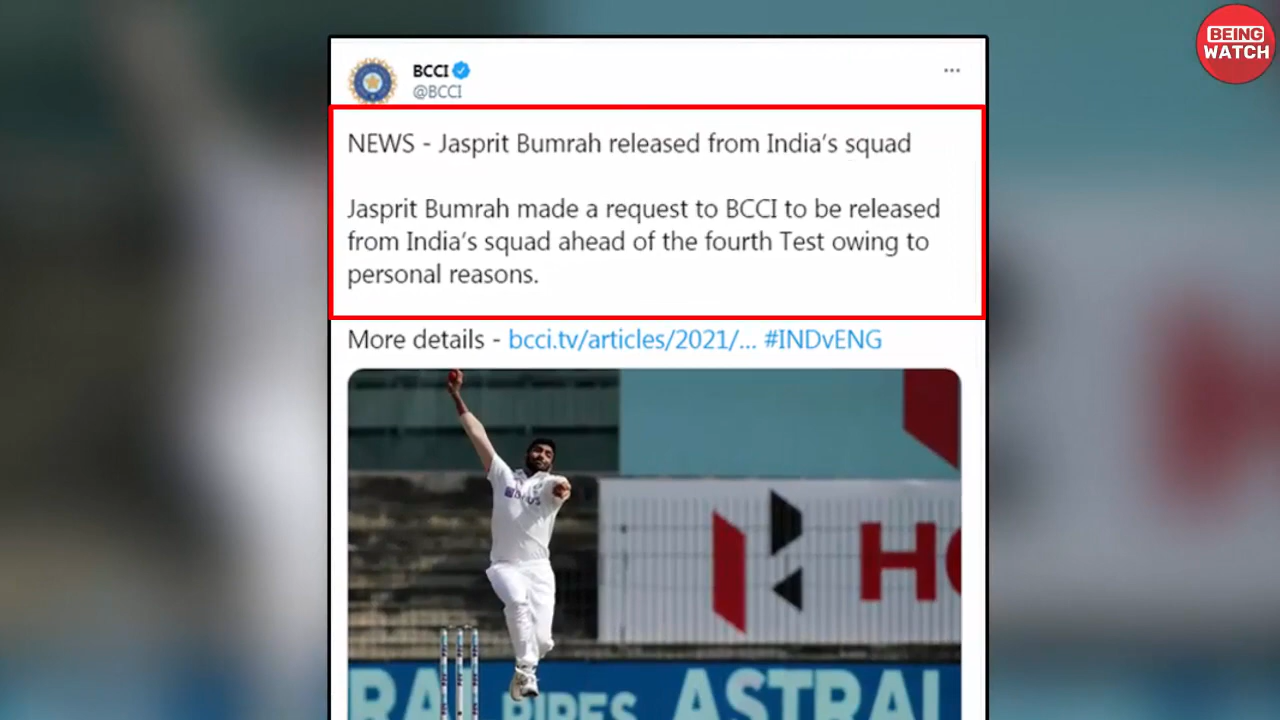 BEING
WATCH
BCCI
@BCCI
NEWS - Jasprit Bumrah released from India's squad
Jasprit Bumrah made a request to BCCI to be released
from India's squad ahead of the fourth Test owing to
personal reasons.
More details - bcci.tv/articles/2021/... #INDvENG
H
RAL PIPES ASTRAL